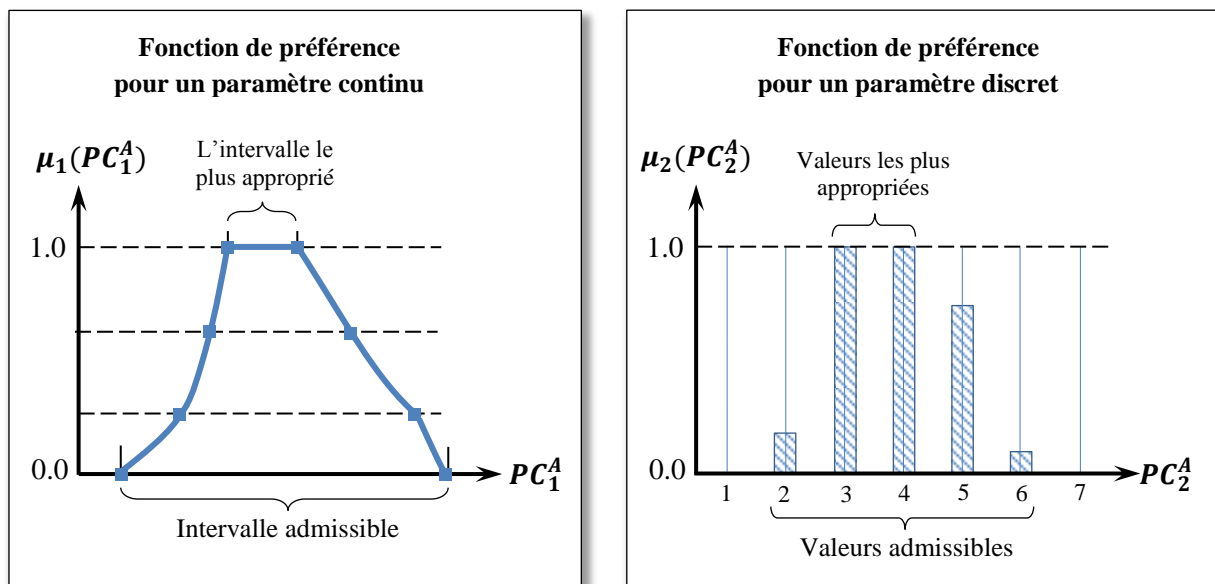 Fonction de préférence
pour un paramètre continu
μ₁(PC₁ᴬ)
L'intervalle le
plus approprié
1.0
0.0
PC₁ᴬ
Intervalle admissible
Fonction de préférence
pour un paramètre discret
μ₂(PC₂ᴬ)
Valeurs les plus
appropriées
1.0
0.0
PC₂ᴬ
1 2 3 4 5 6 7
Valeurs admissibles